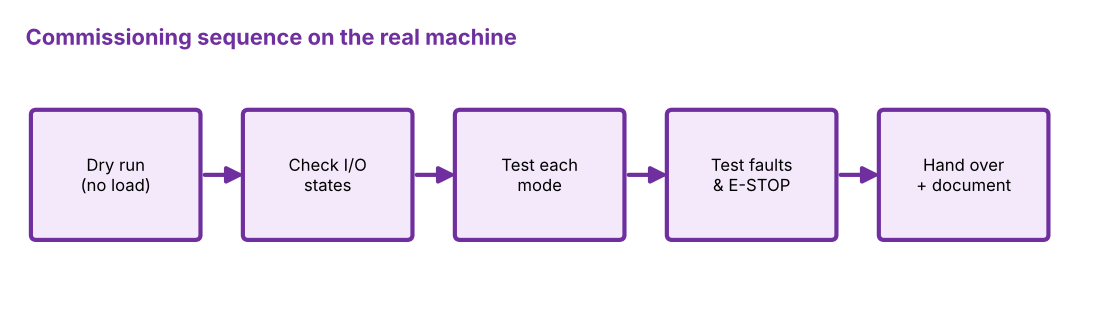 Commissioning sequence on the real machine
Dry run
(no load)
Check I/O
states
Test each
mode
Test faults
& E-STOP
Hand over
+ document